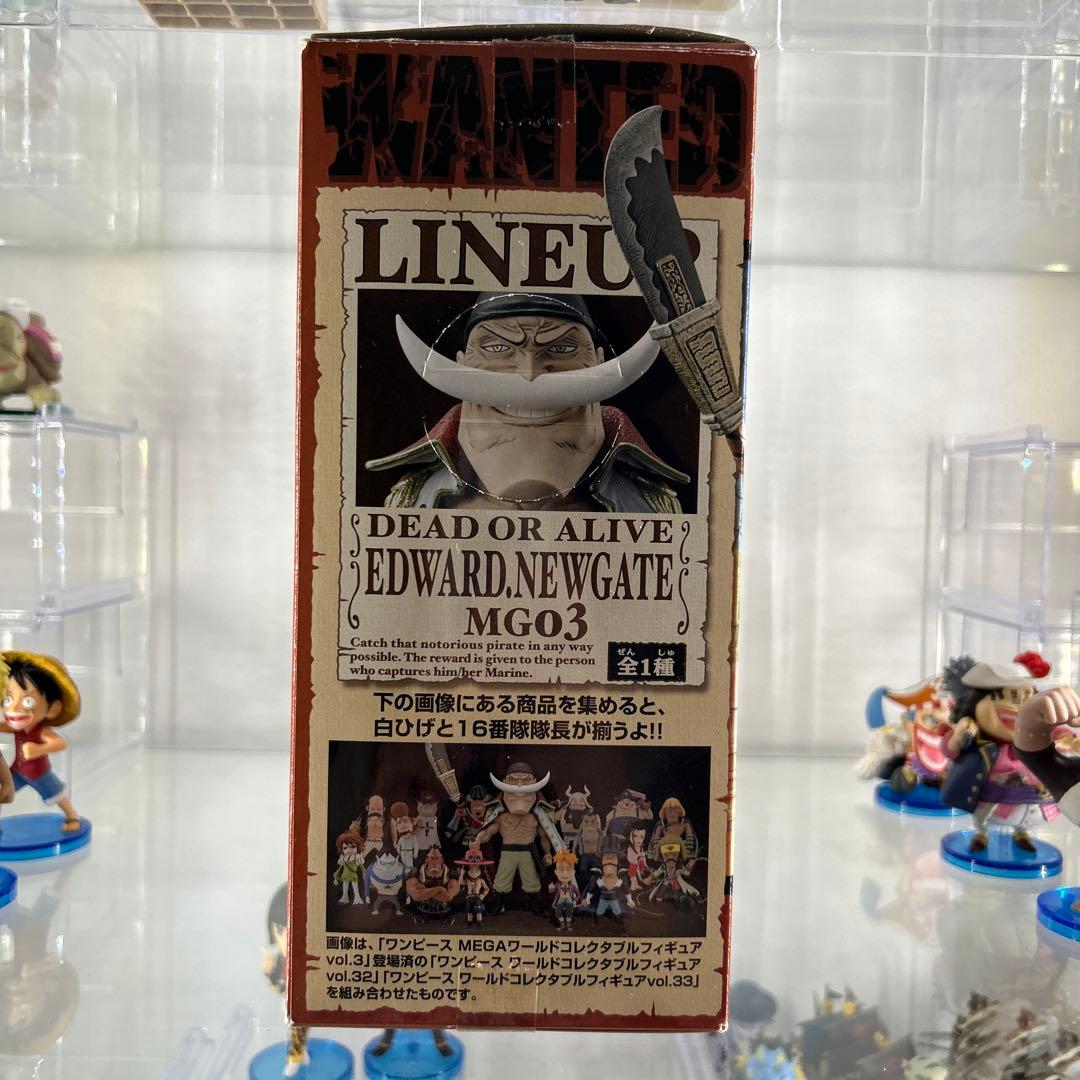 WANTED
LINEUP
DEAD OR ALIVE
EDWARD.NEWGATE
MG03
Catch that notorious pirate in any way
possible. The reward is given to the person
who captures him/her Marine.
ぜん しゅ
全1種
下の画像にある商品を集めると、
白ひげと16番隊隊長が揃うよ!!
画像は、「ワンピース MEGAワールドコレクタブルフィギュア
vol.3」登場済の「ワンピース ワールドコレクタブルフィギュア
vol.32」「ワンピース ワールドコレクタブルフィギュアvol.33」
を組み合わせたものです。